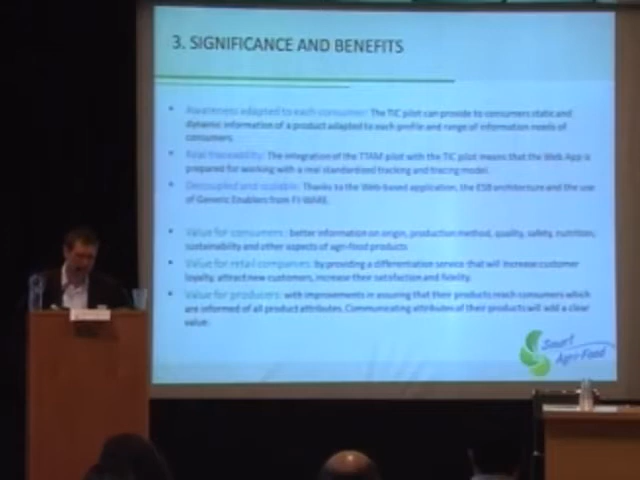 3. SIGNIFICANCE AND BENEFITS
• Awareness adapted to each consumer: The TIC pilot can provide to consumers static and
dynamic information of a product adapted to each profile and range of information needs of
consumers.
• Real traceability: The integration of the TTAM pilot with the TIC pilot means that the Web App is
prepared for working with a real standardized tracking and tracing model.
• Decoupled and scalable: Thanks to the Web-based application, the ESB architecture and the use
of Generic Enablers from FI-WARE.
• Value for consumers: better information on origin, production method, quality, safety, nutrition,
sustainability and other aspects of agri-food products
• Value for retail companies: by providing a differentiation service that will increase customer
loyalty, attract new customers, increase their satisfaction and fidelity.
• Value for producers: with improvements in assuring that their products reach consumers which
are informed of all product attributes. Communicating attributes of their products will add a clear
value.
Smart
Agri-Food